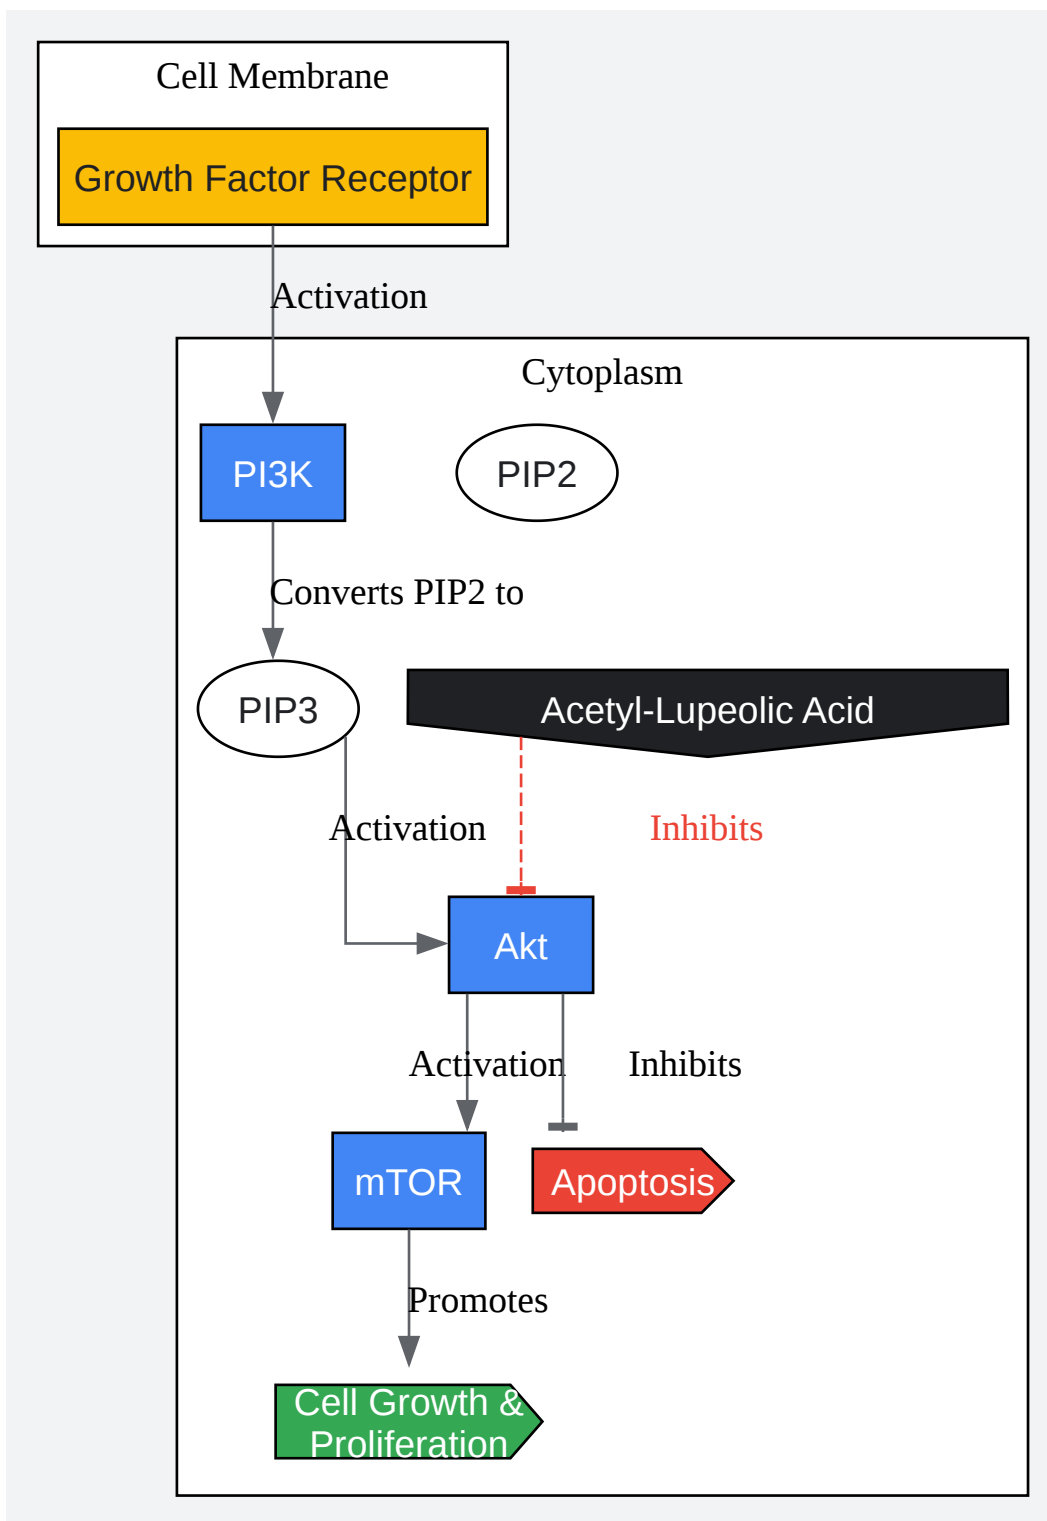 Cell Membrane
Growth Factor Receptor
Activation
Cytoplasm
PI3K
PIP2
Converts PIP2 to
PIP3
Acetyl-Lupeolic Acid
Activation
Inhibits
Akt
Activation
Inhibits
mTOR
Apoptosis
Promotes
Cell Growth &
Proliferation